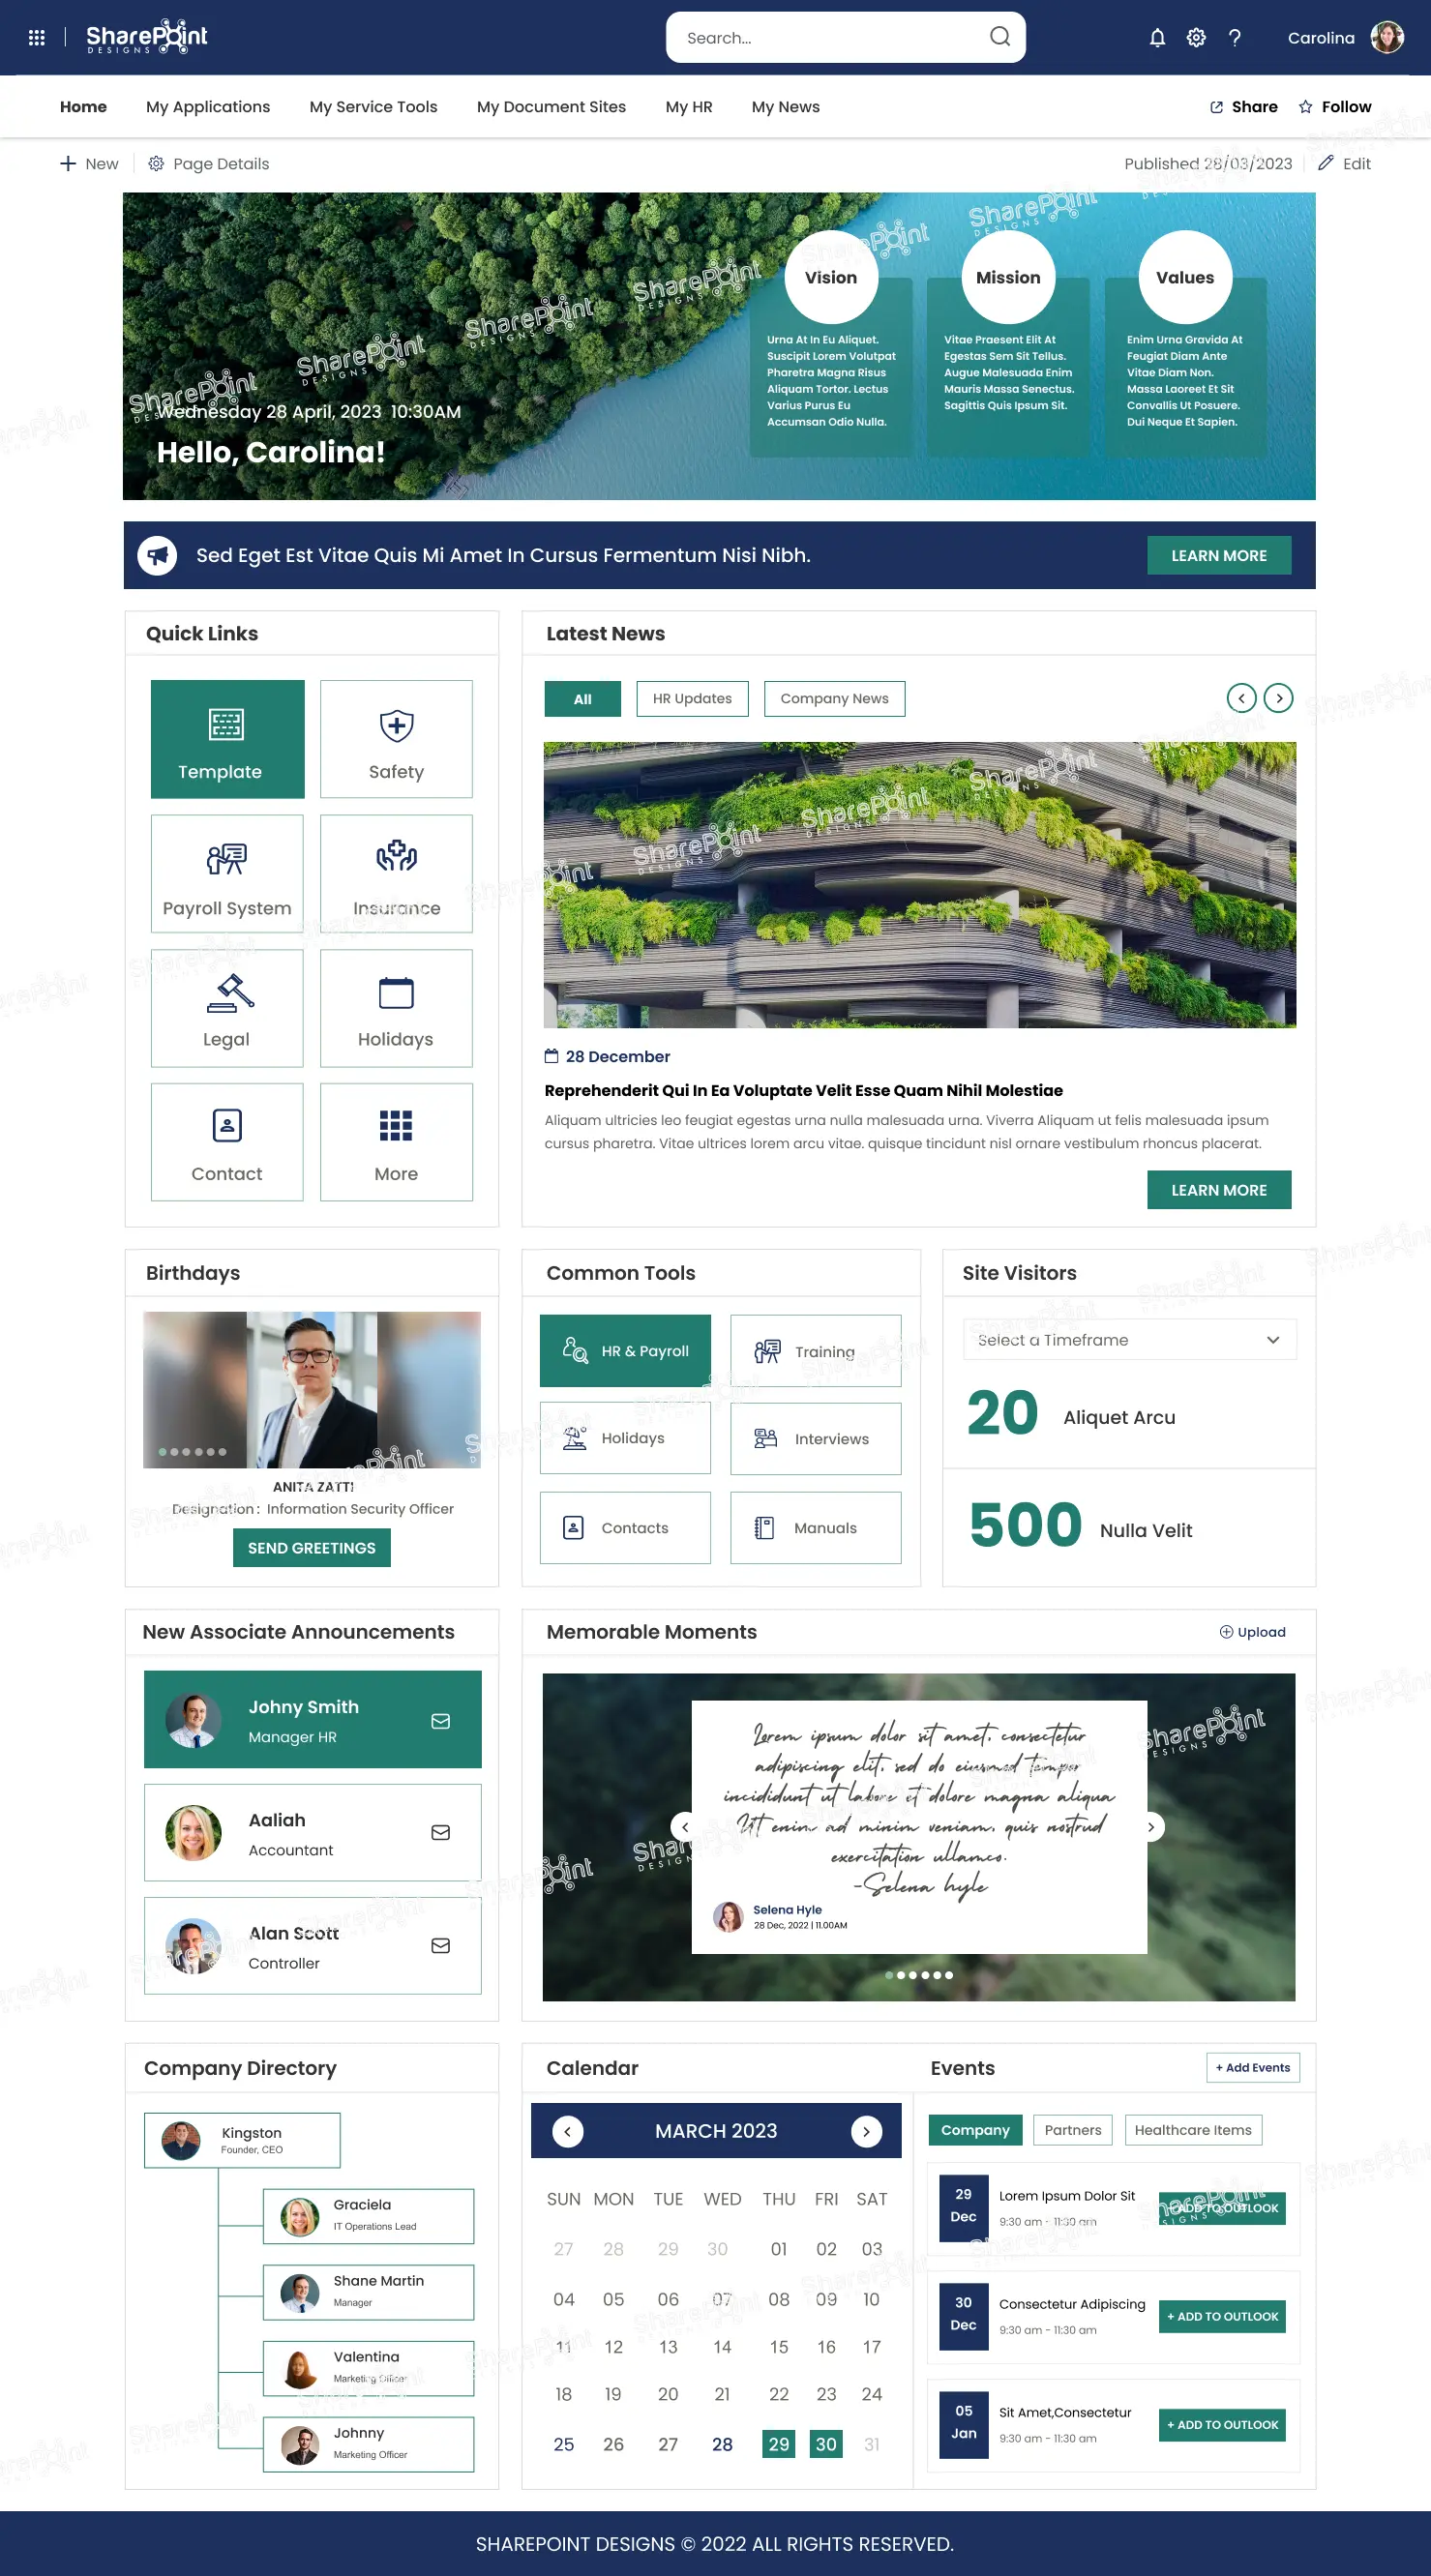 SharePoint
DESIGNS
Search...
Carolina
Home
My Applications
My Service Tools
My Document Sites
My HR
My News
Share
Follow
New
Page Details
Published 28/03/2023
Edit
Vision
Urna At In Eu Aliquet.
Suscipit Lorem Volutpat
Pharetra Magna Risus
Aliquam Tortor. Lectus
Varius Purus Eu
Accumsan Odio Nulla.
Mission
Vitae Praesent Elit At
Egestas Sem Sit Tellus.
Augue Malesuada Enim
Mauris Massa Senectus.
Sagittis Quis Ipsum Sit.
Values
Enim Urna Gravida At
Feugiat Diam Ante
Vitae Diam Non.
Massa Laoreet Et Sit
Convallis Ut Posuere.
Dui Neque Et Sapien.
Wednesday 28 April, 2023 10:30AM
Hello, Carolina!
Sed Eget Est Vitae Quis Mi Amet In Cursus Fermentum Nisi Nibh.
LEARN MORE
Quick Links
Template
Safety
Payroll System
Insurance
Legal
Holidays
Contact
More
Latest News
All
HR Updates
Company News
28 December
Reprehenderit Qui In Ea Voluptate Velit Esse Quam Nihil Molestiae
Aliquam ultricies leo feugiat egestas urna nulla malesuada urna. Viverra Aliquam ut felis malesuada ipsum
cursus pharetra. Vitae ultrices lorem arcu vitae. quisque tincidunt nisl ornare vestibulum rhoncus placerat.
LEARN MORE
Birthdays
ANITA ZATTI
Designation : Information Security Officer
SEND GREETINGS
Common Tools
HR & Payroll
Training
Holidays
Interviews
Contacts
Manuals
Site Visitors
Select a Timeframe
20 Aliquet Arcu
500 Nulla Velit
New Associate Announcements
Johny Smith
Manager HR
Aaliah
Accountant
Alan Scott
Controller
Memorable Moments
Upload
Lorem ipsum dolor sit amet, consectetur
adipiscing elit, sed do eiusmod tempor
incididunt ut labore et dolore magna aliqua
Ut enim ad minim veniam, quis nostrud
exercitation ullamco.
-Selena hyle
Selena Hyle
28 Dec, 2022 | 11.00AM
Company Directory
Kingston
Founder, CEO
Graciela
IT Operations Lead
Shane Martin
Manager
Valentina
Marketing Officer
Johnny
Marketing Officer
Calendar
MARCH 2023
SUN MON TUE WED THU FRI SAT
27 28 29 30 01 02 03
04 05 06 07 08 09 10
11 12 13 14 15 16 17
18 19 20 21 22 23 24
25 26 27 28 29 30 31
Events
+ Add Events
Company
Partners
Healthcare Items
29
Dec
Lorem Ipsum Dolor Sit
9:30 am - 11:30 am
+ ADD TO OUTLOOK
30
Dec
Consectetur Adipiscing
9:30 am - 11:30 am
+ ADD TO OUTLOOK
05
Jan
Sit Amet,Consectetur
9:30 am - 11:30 am
+ ADD TO OUTLOOK
SHAREPOINT DESIGNS © 2022 ALL RIGHTS RESERVED.